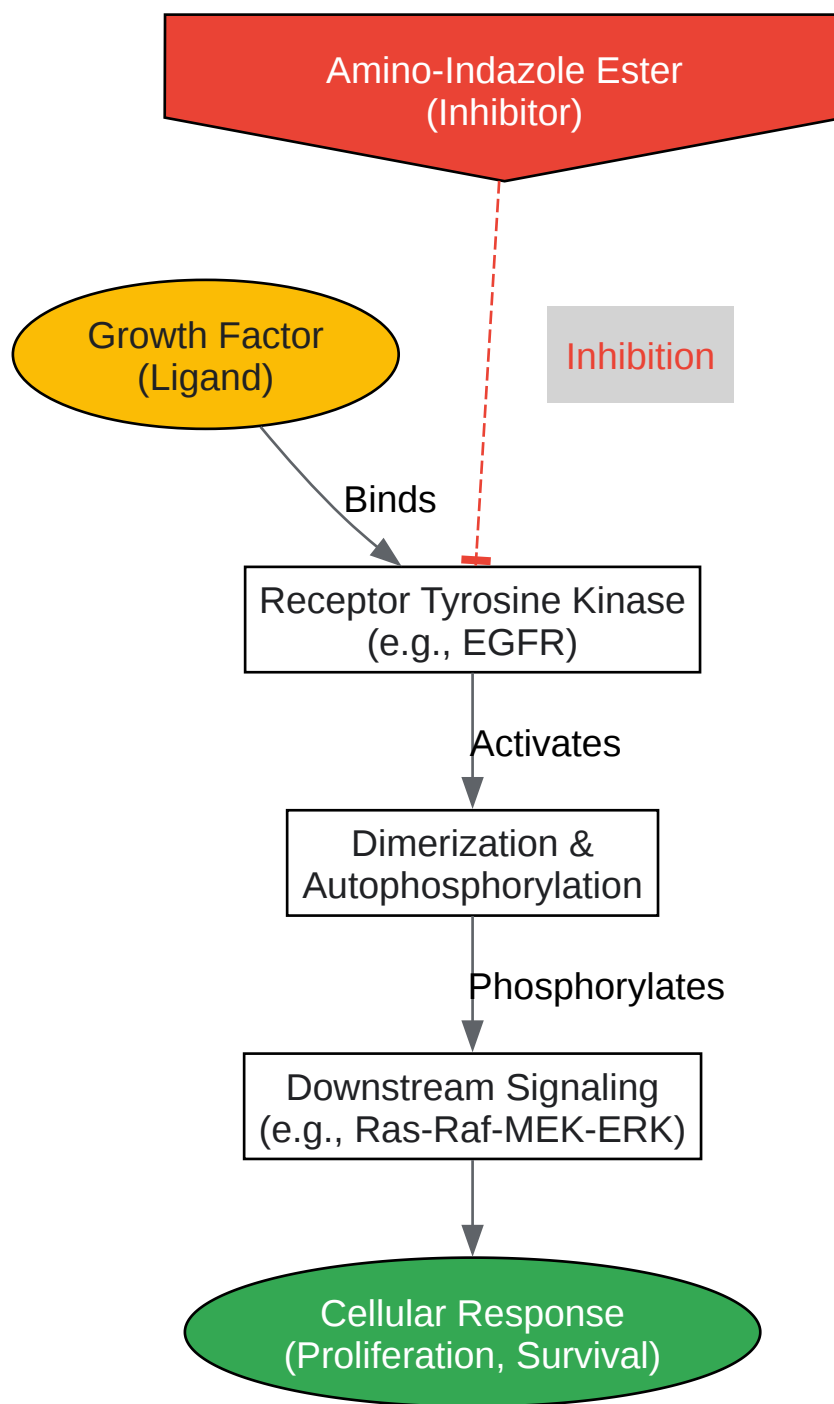 Amino-Indazole Ester
(Inhibitor)
Growth Factor
(Ligand)
Inhibition
Binds
Receptor Tyrosine Kinase
(e.g., EGFR)
Activates
Dimerization &
Autophosphorylation
Phosphorylates
Downstream Signaling
(e.g., Ras-Raf-MEK-ERK)
Cellular Response
(Proliferation, Survival)